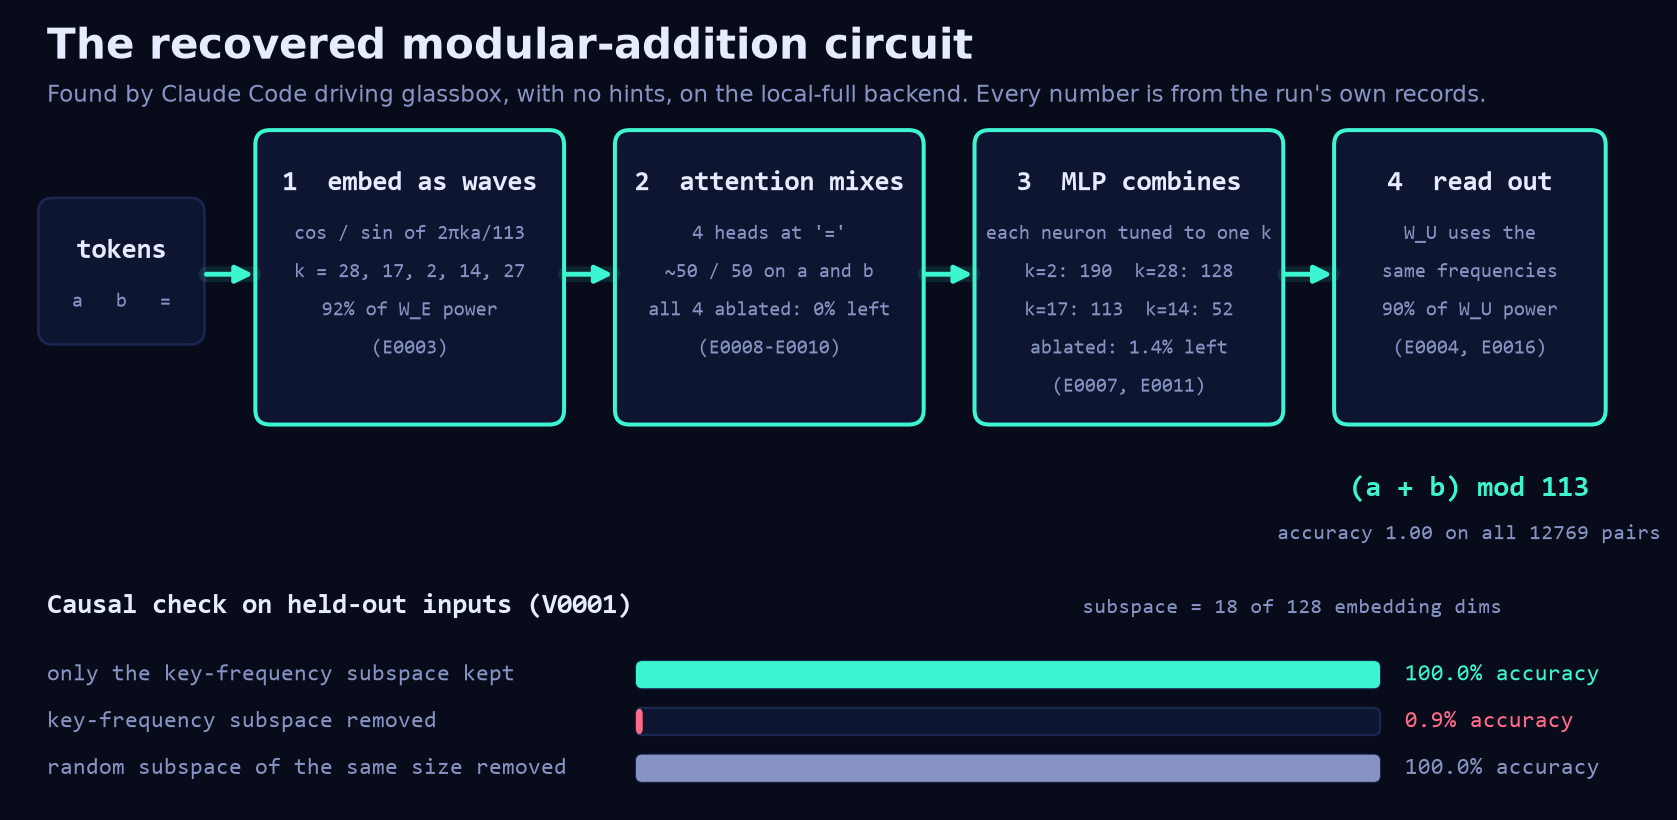 The recovered modular-addition circuit
Found by Claude Code driving glassbox, with no hints, on the local-full backend. Every number is from the run's own records.
tokens
a b =
1 embed as waves
cos / sin of 2πka/113
k = 28, 17, 2, 14, 27
92% of W_E power
(E0003)
2 attention mixes
4 heads at '='
~50 / 50 on a and b
all 4 ablated: 0% left
(E0008-E0010)
3 MLP combines
each neuron tuned to one k
k=2: 190 k=28: 128
k=17: 113 k=14: 52
ablated: 1.4% left
(E0007, E0011)
4 read out
W_U uses the
same frequencies
90% of W_U power
(E0004, E0016)
(a + b) mod 113
accuracy 1.00 on all 12769 pairs
Causal check on held-out inputs (V0001)
subspace = 18 of 128 embedding dims
only the key-frequency subspace kept
100.0% accuracy
key-frequency subspace removed
0.9% accuracy
random subspace of the same size removed
100.0% accuracy